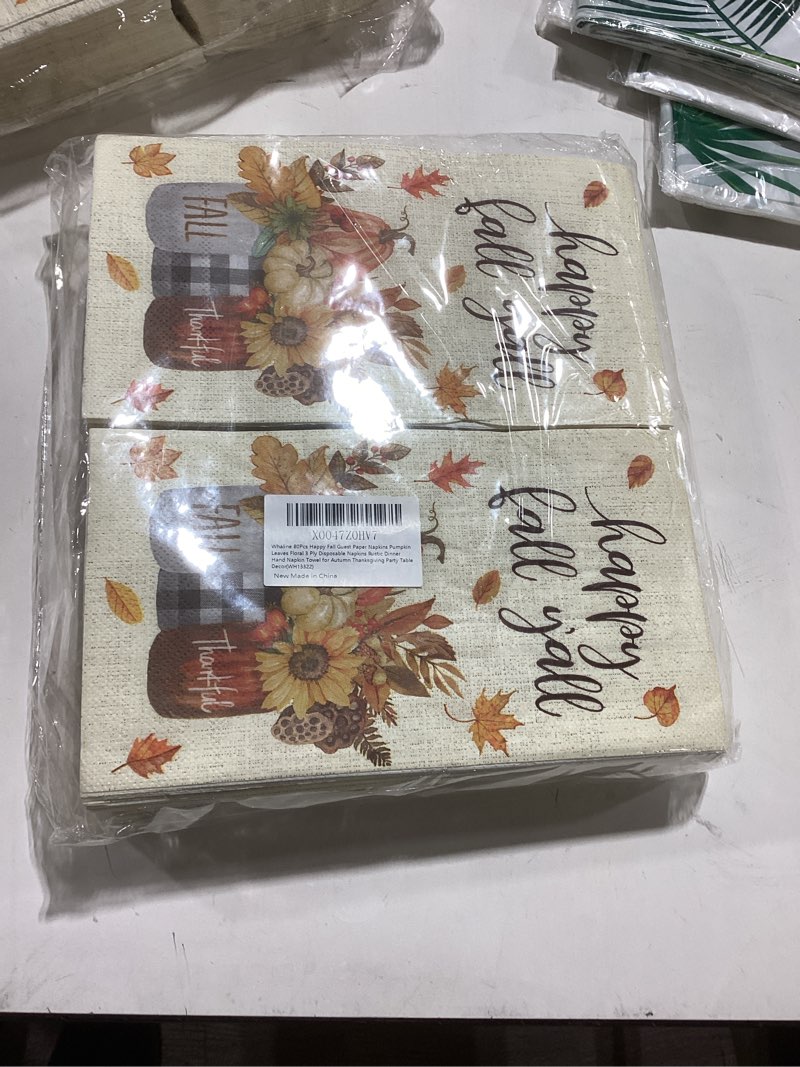 happy
fall y'all
FALL
Thankful
happy
fall y'all
FALL
Thankful
X0047Z0HV7
Whaline 80Pcs Happy Fall Guest Paper Napkins Pumpkin
Leaves Floral 3 Ply Disposable Napkins Rustic Dinner
Hand Napkin Towel for Autumn Thanksgiving Party Table
Decor(WH13322)
New Made in China